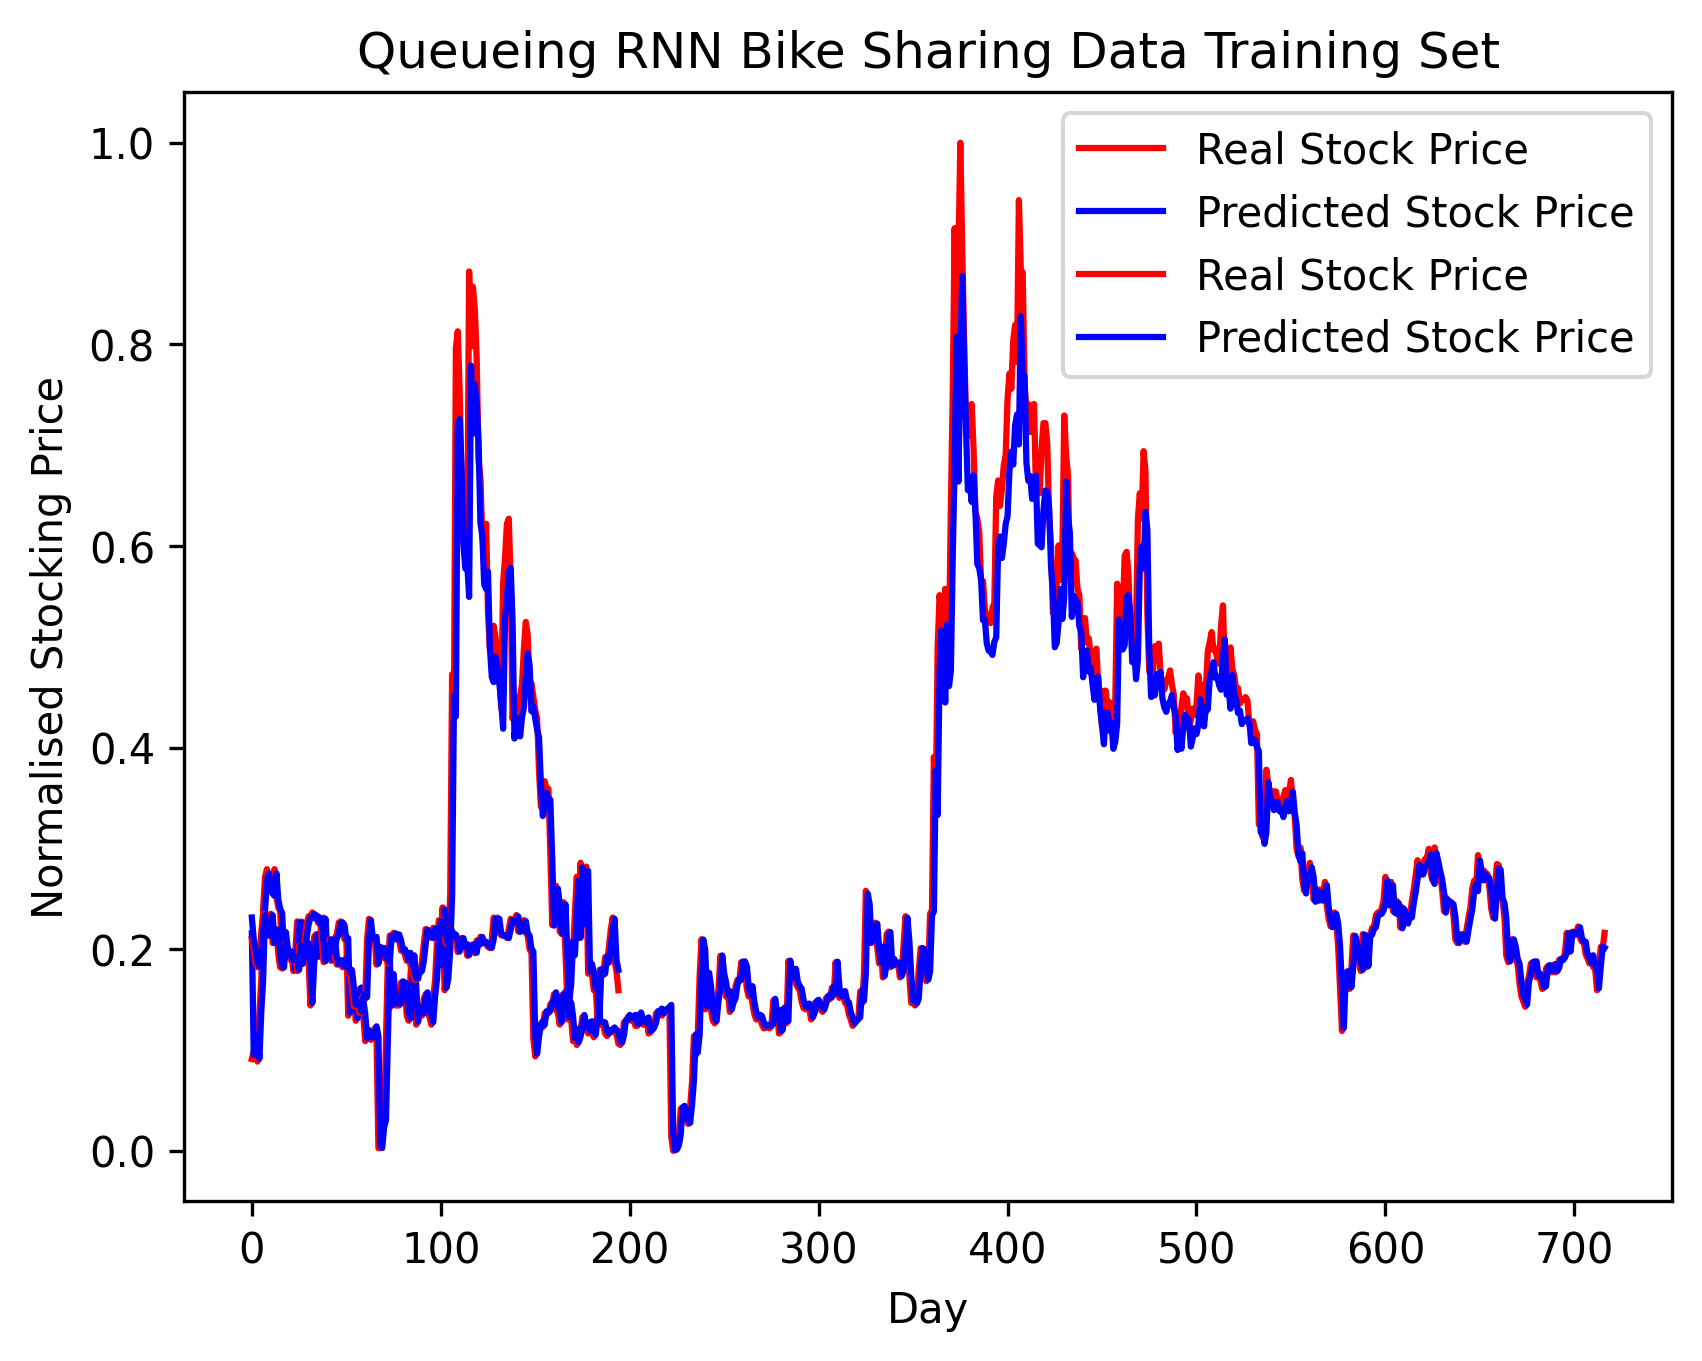 Queueing RNN Bike Sharing Data Training Set
Real Stock Price
Predicted Stock Price
Real Stock Price
Predicted Stock Price
Normalised Stocking Price
1.0
0.8
0.6
0.4
0.2
0.0
0 100 200 300 400 500 600 700
Day